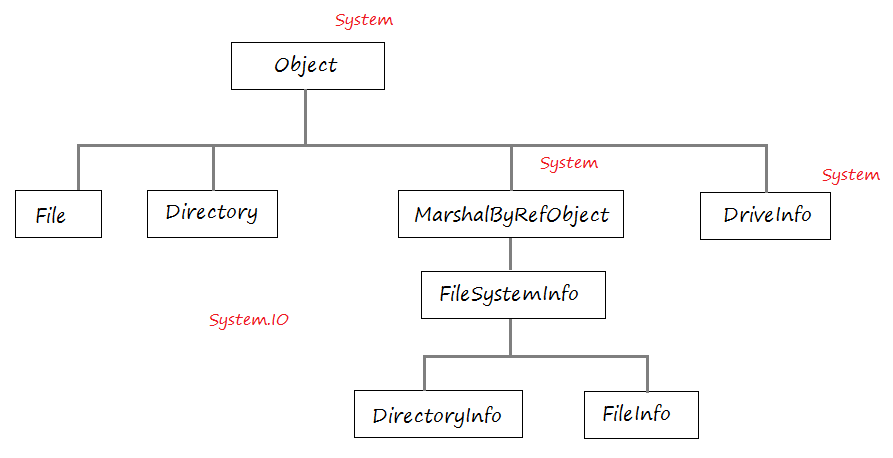 System
Object
System
System
File
Directory
MarshalByRefObject
DriveInfo
FileSystemInfo
System.IO
DirectoryInfo
FileInfo